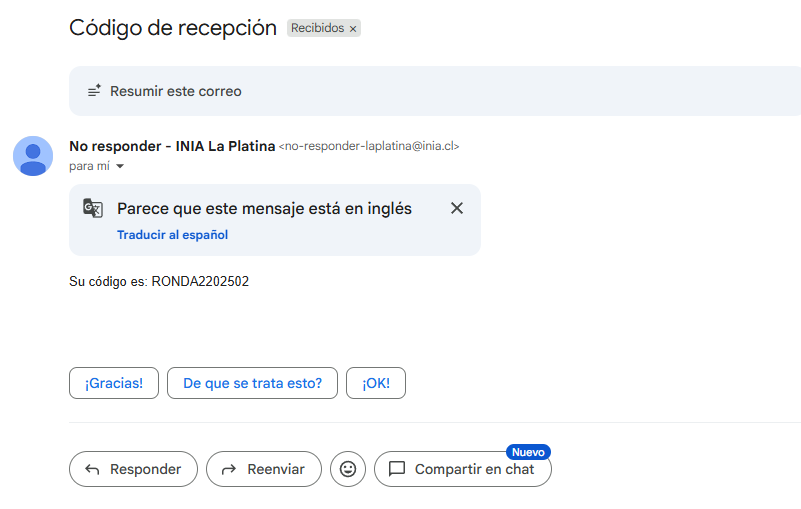 Código de recepción Recibidos ×
Resumir este correo
No responder - INIA La Platina <no-responder-laplatina@inia.cl>
para mí
Parece que este mensaje está en inglés
Traducir al español
Su código es: RONDA2202502
¡Gracias! De que se trata esto? ¡OK!
Nuevo
Responder Reenviar Compartir en chat